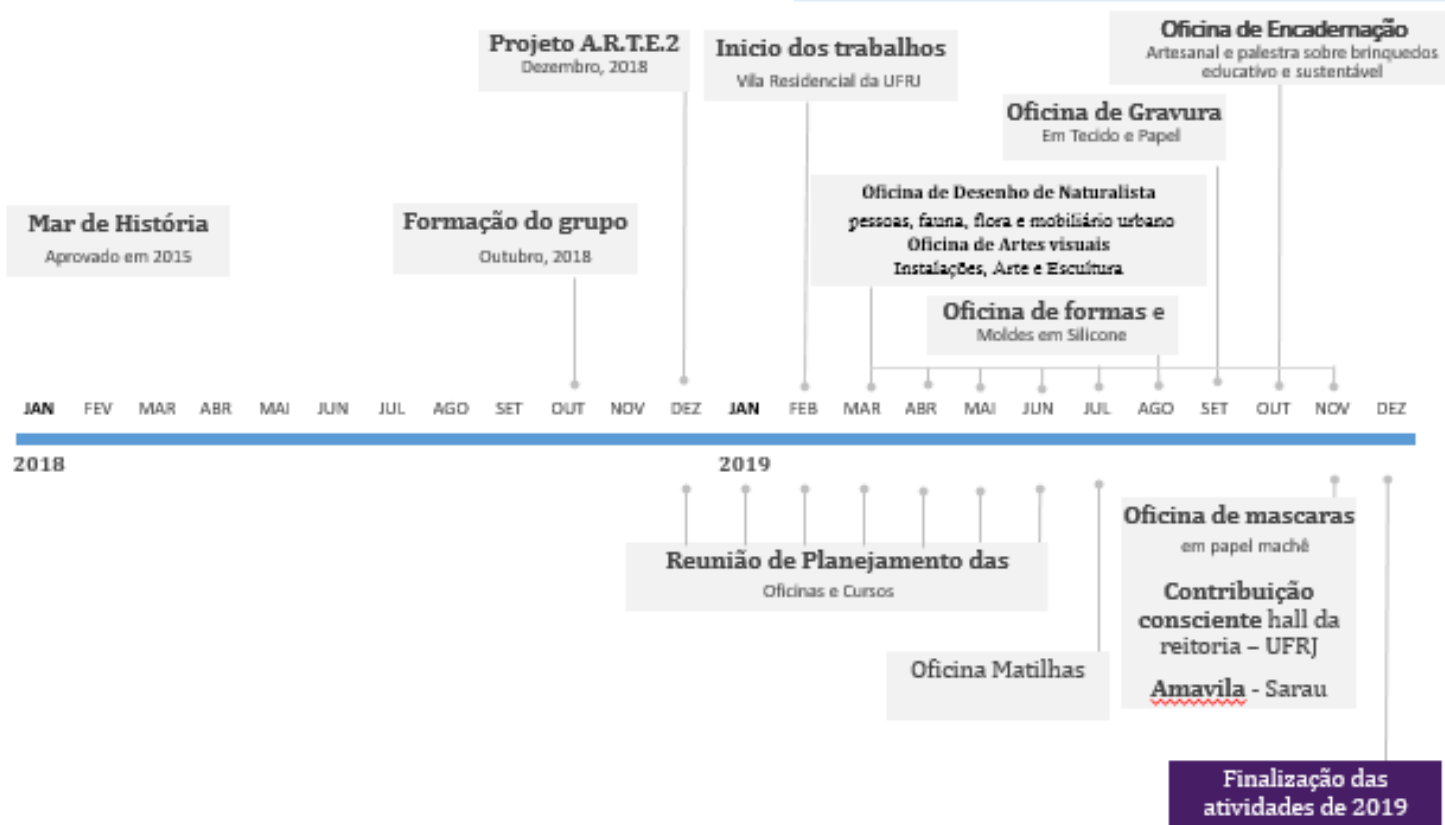 Projeto A.R.T.E.2
Dezembro, 2018
Inicio dos trabalhos
Vila Residencial da UFRJ
Oficina de Encadernação
Artesanal e palestra sobre brinquedos
educativo e sustentável
Oficina de Gravura
Em Tecido e Papel
Mar de História
Aprovado em 2015
Formação do grupo
Outubro, 2018
Oficina de Desenho de Naturalista
pessoas, fauna, flora e mobiliário urbano
Oficina de Artes visuais
Instalações, Arte e Escultura
Oficina de formas e
Moldes em Silicone
JAN FEV MAR ABR MAI JUN JUL AGO SET OUT NOV DEZ JAN FEB MAR ABR MAI JUN JUL AGO SET OUT NOV DEZ
2018 2019
Reunião de Planejamento das
Oficinas e Cursos
Oficina Matilhas
Oficina de mascaras
em papel machê
Contribuição
consciente hall da
reitoria – UFRJ
Amavila - Sarau
Finalização das
atividades de 2019